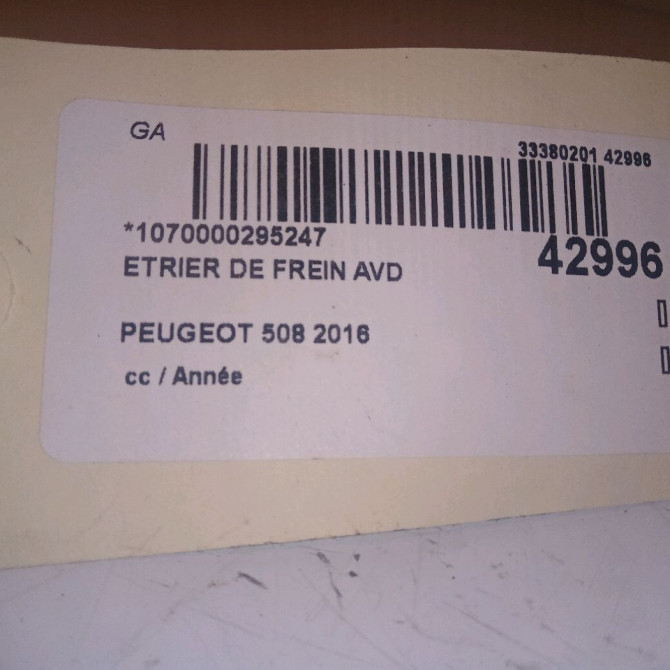 GA
33380201 42996
*1070000295247
42996
ETRIER DE FREIN AVD
PEUGEOT 508 2016
cc / Année